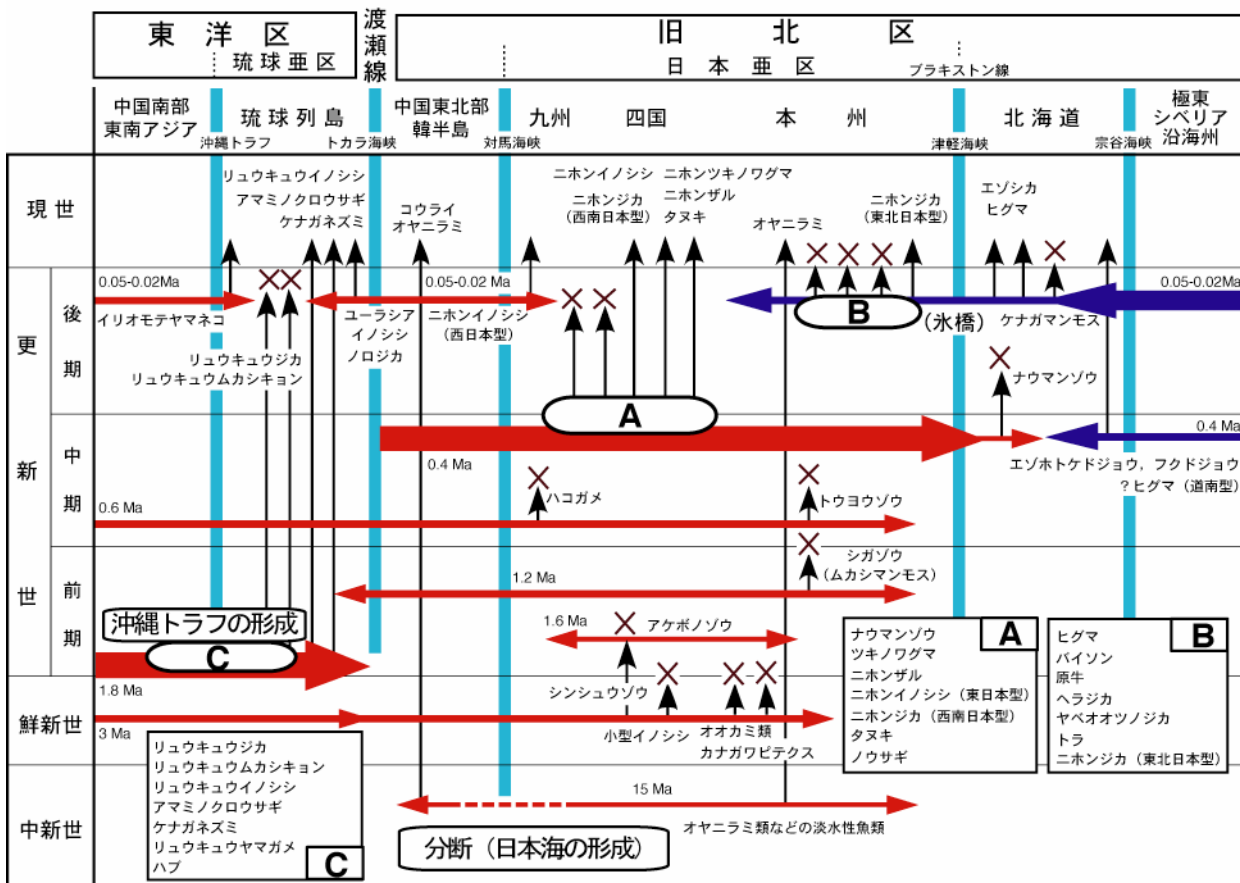 東洋区
琉球亜区
渡瀬線
旧北区
日本亜区
ブラキストン線
中国南部
東南アジア
沖縄トラフ
琉球列島
トカラ海峡
中国東北部
韓半島
対馬海峡
九州
四国
本州
津軽海峡
北海道
宗谷海峡
極東
シベリア
沿海州
現世
リュウキュウイノシシ
アマミノクロウサギ
ケナガネズミ
コウライ
オヤニラミ
ニホンイノシシ
ニホンジカ
(西南日本型)
ニホンツキノワグマ
ニホンザル
タヌキ
オヤニラミ
ニホンジカ
(東北日本型)
エゾシカ
ヒグマ
更新世
後期
0.05-0.02Ma
イリオモテヤマネコ
リュウキュウジカ
リュウキュウムカシキョン
ユーラシア
イノシシ
ノロジカ
0.05-0.02 Ma
ニホンイノシシ
(西日本型)
A
B
(氷橋)
ケナガマンモス
0.05-0.02Ma
ナウマンゾウ
中期
0.4 Ma
0.4 Ma
エゾホトケドジョウ，フクドジョウ
？ヒグマ（道南型）
ハコガメ
トウヨウゾウ
0.6 Ma
前期
シガゾウ
(ムカシマンモス)
1.2 Ma
沖縄トラフの形成
C
1.6 Ma
アケボノゾウ
1.8 Ma
鮮新世
シンシュウゾウ
3 Ma
小型イノシシ
オオカミ類
カナガワピテクス
中新世
15 Ma
オヤニラミ類などの淡水性魚類
分断（日本海の形成）
リュウキュウジカ
リュウキュウムカシキョン
リュウキュウイノシシ
アマミノクロウサギ
ケナガネズミ
リュウキュウヤマガメ
ハブ
C
A
ナウマンゾウ
ツキノワグマ
ニホンザル
ニホンイノシシ（東日本型）
ニホンジカ（西南日本型）
タヌキ
ノウサギ
B
ヒグマ
バイソン
原牛
ヘラジカ
ヤベオオツノジカ
トラ
ニホンジカ（東北日本型）